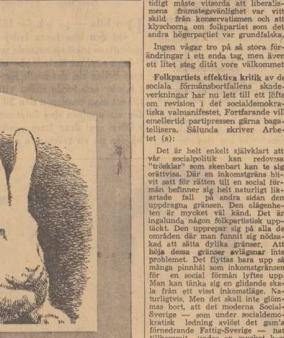 tidigt måste vitsorda att liberalis-
mens framstegsvänlighet var vitt
skild från konservatismen och att
klyschorna om folkpartiet som det
andra högerpartiet var grundfalska.
Ingen vågar tro på så stora för-
ändringar i ett enda tag, men även
ett litet steg ditåt vore välkommet
Folkpartiets effektiva kritik av de
sociala förmånsbortfallens skade-
verkningar har nu lett till ett löfte
om revision i det socialdemokra-
tiska valmanifestet. Fortfarande vill
emellertid partipressen gärna baga-
tellisera. Sålunda skriver Arbe-
tet (s):
Det är helt enkelt självklart att
vår socialpolitik kan redovisa
"trösklar" som skenbart kan te sig
orättvisa. Där en inkomstgräns bli-
vit satt för rätten till en social för-
mån befinner sig helt naturligt lik-
artade fall på andra sidan den
uppdragna gränsen. Den olägenhe-
ten är mycket väl känd. Det är
ingalunda någon folkpartistisk upp-
täckt. Den upprepar sig på alla de
områden där man funnit sig nödsa-
kad att sätta dylika gränser. Att
höja dessa gränser avlägsnar inte
problemet. Det flyttas bara upp så
många pinnhål som inkomstgränsen
för en social förmån lyftes upp.
Man kan tänka sig en glidande ska-
la från ett visst inkomstläge. Na-
turligtvis. Men det skall inte glöm-
mas bort, att det moderna Social-
Sverige — som under socialdemo-
kratisk ledning avlöst det gum's
förnedrande Fattig-Sverige — har